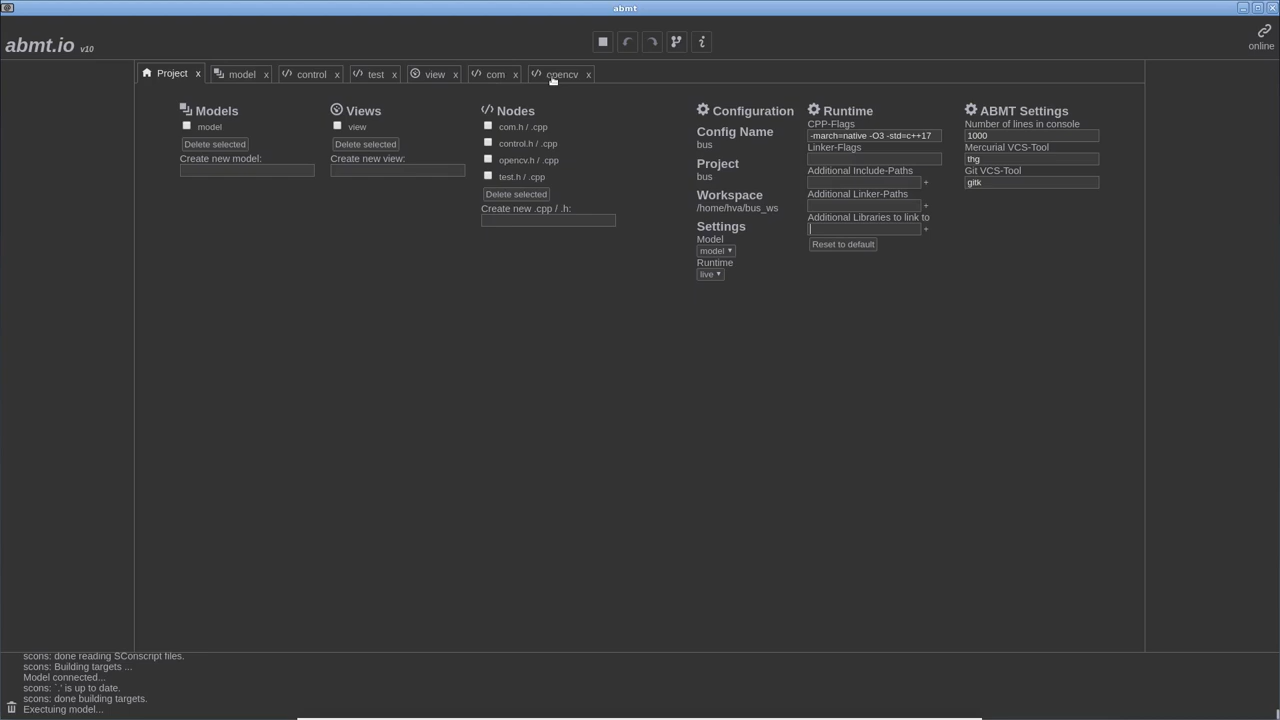 abmt
abmt.io v10
online
Project x
model x
control x
test x
view x
com x
opencv x
Models
model
Delete selected
Create new model:
Views
view
Delete selected
Create new view:
Nodes
com.h / .cpp
control.h / .cpp
opencv.h / .cpp
test.h / .cpp
Delete selected
Create new .cpp / .h:
Configuration
Config Name
bus
Project
bus
Workspace
/home/hva/bus_ws
Settings
Model
model
Runtime
live
Runtime
CPP-Flags
-march=native -O3 -std=c++17
Linker-Flags
Additional Include-Paths
+
Additional Linker-Paths
+
Additional Libraries to link to
+
Reset to default
ABMT Settings
Number of lines in console
1000
Mercurial VCS-Tool
thg
Git VCS-Tool
gitk
scons: done reading SConscript files.
scons: Building targets ...
Model connected...
scons: `.' is up to date.
scons: done building targets.
Exectuing model...